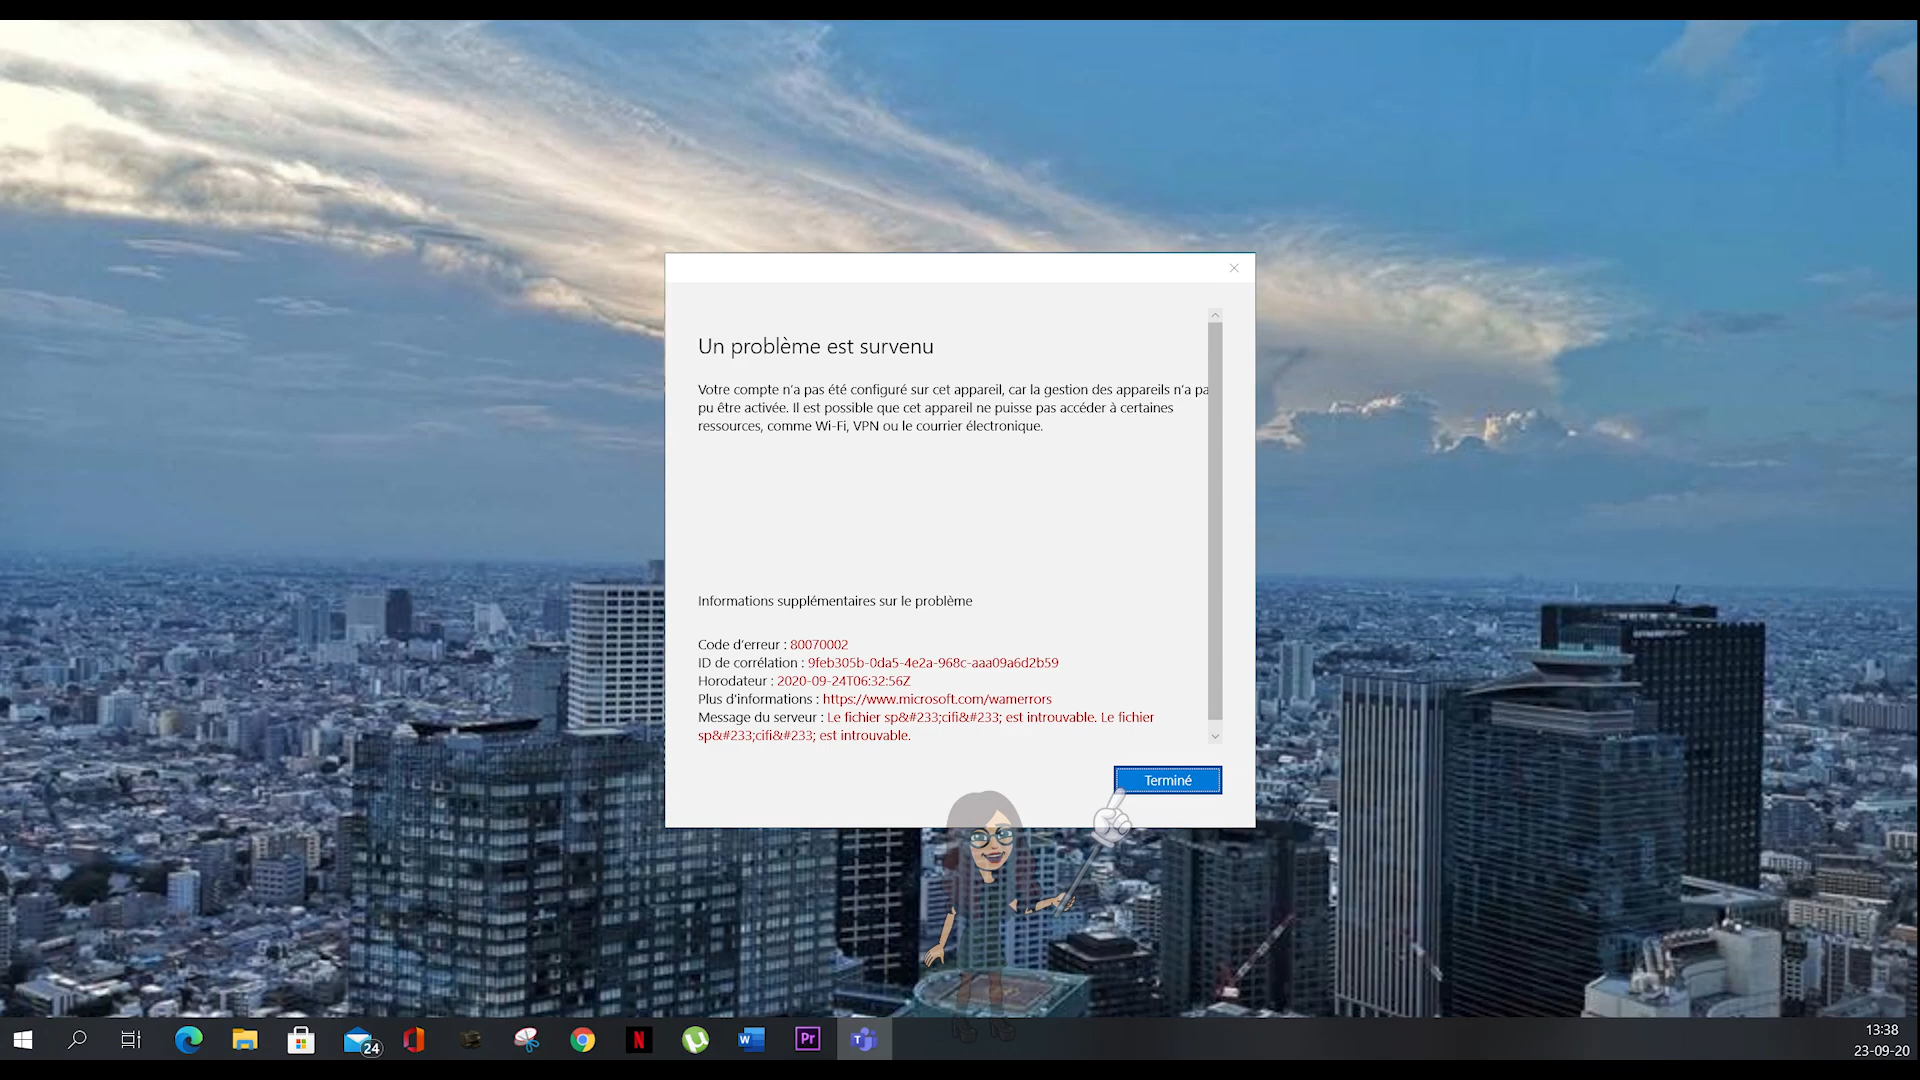 Un problème est survenu
Votre compte n'a pas été configuré sur cet appareil, car la gestion des appareils n'a pa
pu être activée. Il est possible que cet appareil ne puisse pas accéder à certaines
ressources, comme Wi-Fi, VPN ou le courrier électronique.
Informations supplémentaires sur le problème
Code d'erreur : 80070002
ID de corrélation : 9feb305b-0da5-4e2a-968c-aaa09a6d2b59
Horodateur : 2020-09-24T06:32:56Z
Plus d'informations : https://www.microsoft.com/wamerrors
Message du serveur : Le fichier sp&#233;cifi&#233; est introuvable. Le fichier
sp&#233;cifi&#233; est introuvable.
Terminé
24
N
W
Pr
T
13:38
23-09-20